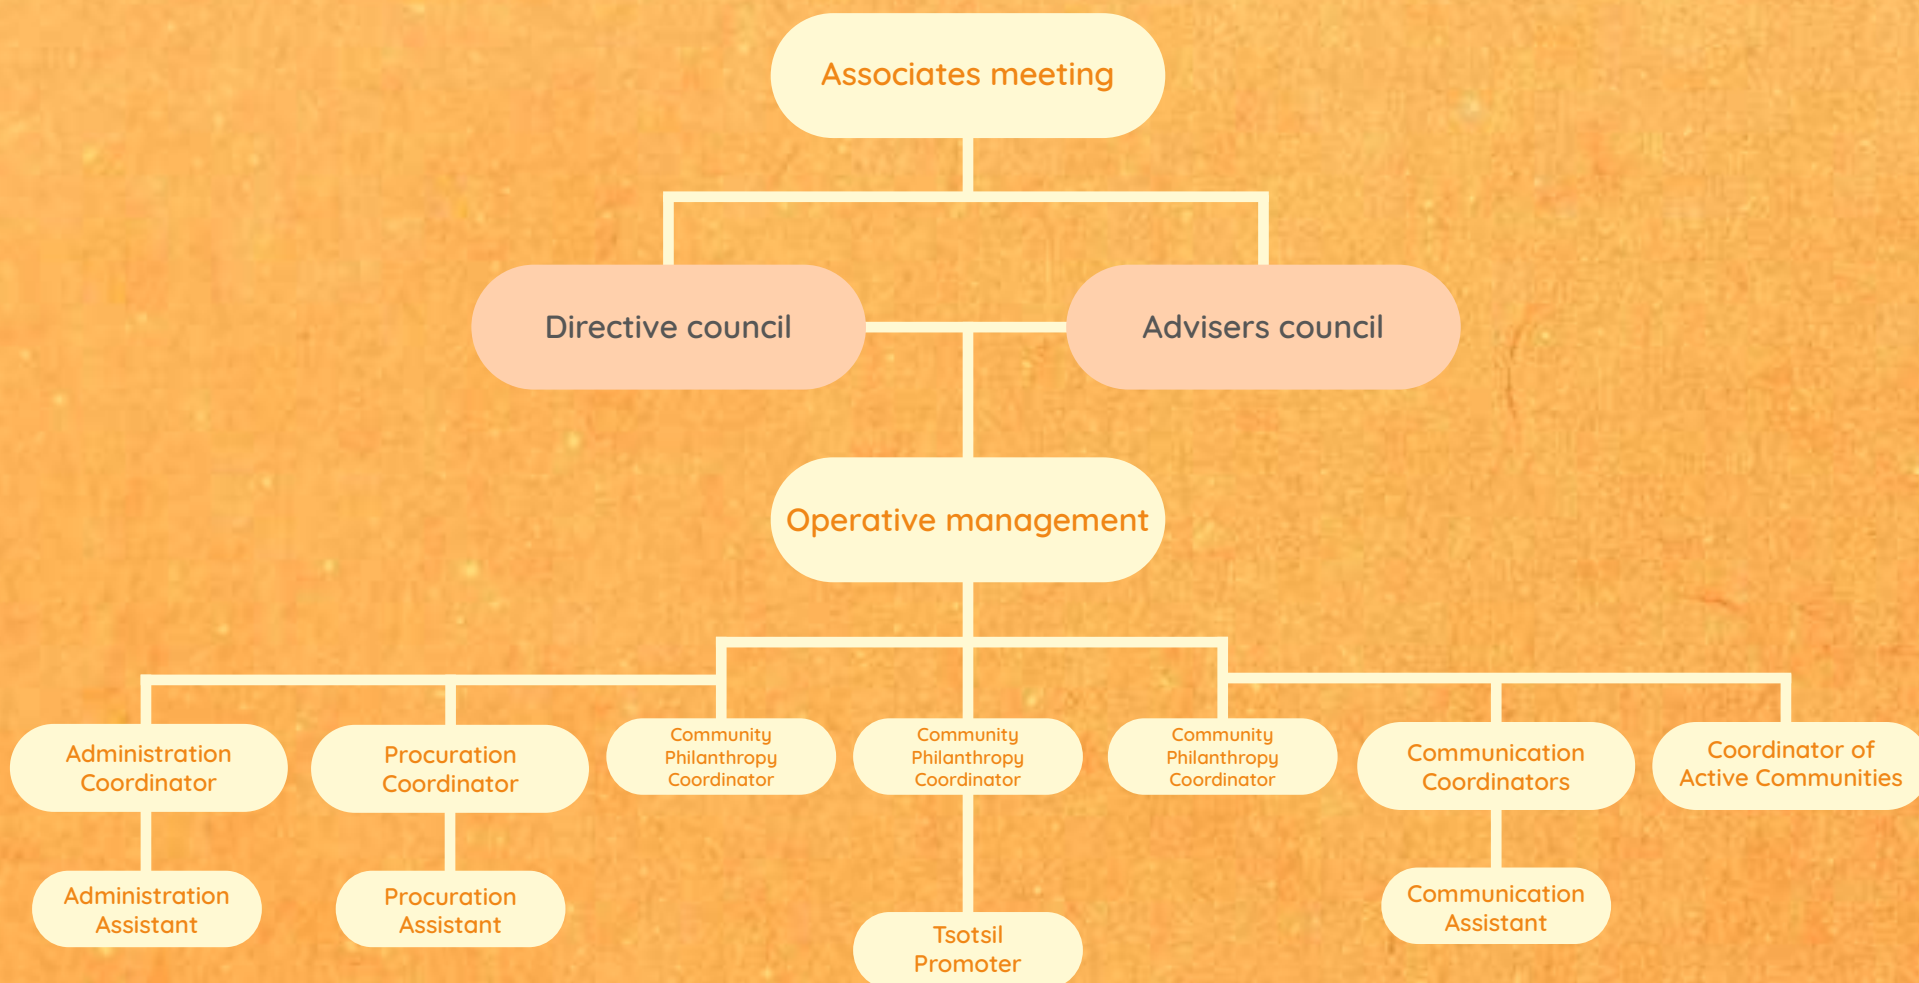 Associates meeting
Directive council
Advisers council
Operative management
Administration
Coordinator
Procuration
Coordinator
Community
Philanthropy
Coordinator
Community
Philanthropy
Coordinator
Community
Philanthropy
Coordinator
Communication
Coordinators
Coordinator of
Active Communities
Administration
Assistant
Procuration
Assistant
Tsotsil
Promoter
Communication
Assistant